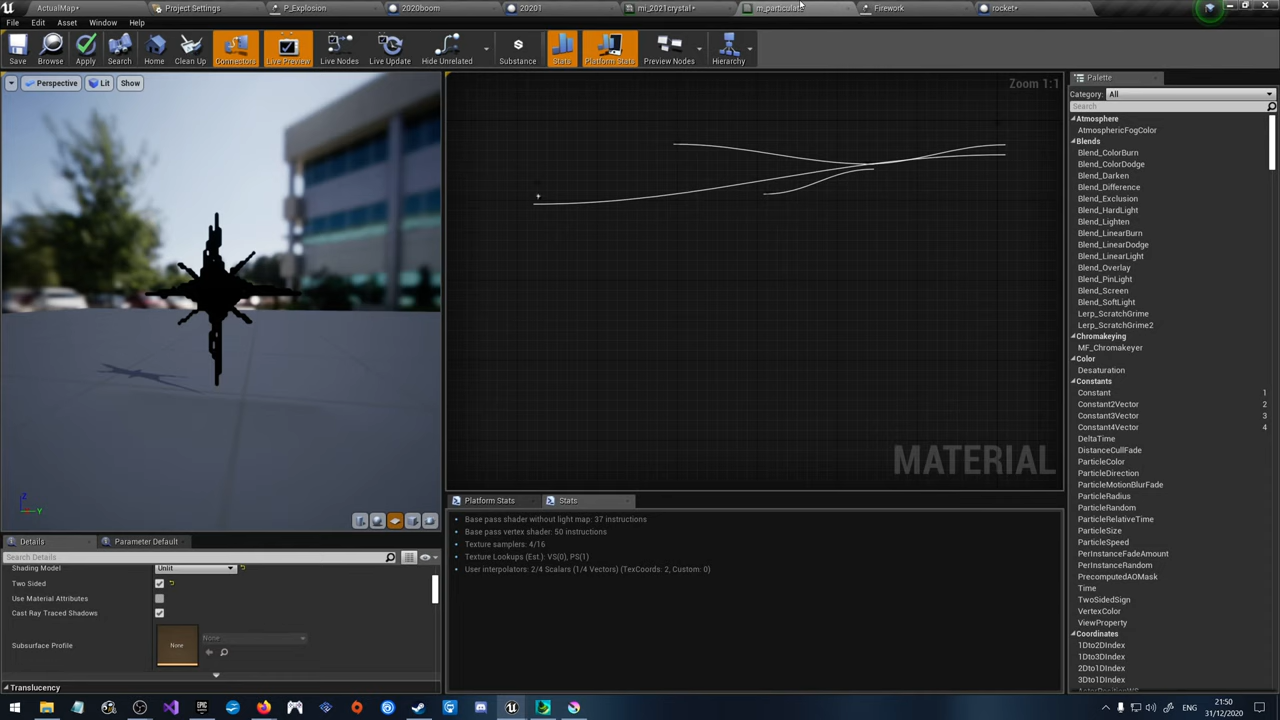 ActualMap*
Project Settings
P_Explosion
2020boom
20201
mi_2021crystal*
m_particulate
Firework
rocket*
File Edit Asset Window Help
Save Browse Apply Search Home Clean Up Connectors Live Preview Live Nodes Live Update Hide Unrelated Substance Stats Platform Stats Preview Nodes Hierarchy
Perspective Lit Show
Zoom 1:1
MATERIAL
Z
Y
Details
Parameter Default
Search Details
Shading Model Unlit
Two Sided
Use Material Attributes
Cast Ray Traced Shadows
Subsurface Profile None None
Translucency
Platform Stats
Stats
Base pass shader without light map: 37 instructions
Base pass vertex shader: 50 instructions
Texture samplers: 4/16
Texture Lookups (Est.): VS(0), PS(1)
User interpolators: 2/4 Scalars (1/4 Vectors) (TexCoords: 2, Custom: 0)
Palette
Category: All
Search
Atmosphere
AtmosphericFogColor
Blends
Blend_ColorBurn
Blend_ColorDodge
Blend_Darken
Blend_Difference
Blend_Exclusion
Blend_HardLight
Blend_Lighten
Blend_LinearBurn
Blend_LinearDodge
Blend_LinearLight
Blend_Overlay
Blend_PinLight
Blend_Screen
Blend_SoftLight
Lerp_ScratchGrime
Lerp_ScratchGrime2
Chromakeying
MF_Chromakeyer
Color
Desaturation
Constants
Constant 1
Constant2Vector 2
Constant3Vector 3
Constant4Vector 4
DeltaTime
DistanceCullFade
ParticleColor
ParticleDirection
ParticleMotionBlurFade
ParticleRadius
ParticleRandom
ParticleRelativeTime
ParticleSize
ParticleSpeed
PerInstanceFadeAmount
PerInstanceRandom
PrecomputedAOMask
Time
TwoSidedSign
VertexColor
ViewProperty
Coordinates
1Dto2DIndex
1Dto3DIndex
2Dto1DIndex
3Dto1DIndex
ActorPositionWS
ENG
21:50
31/12/2020